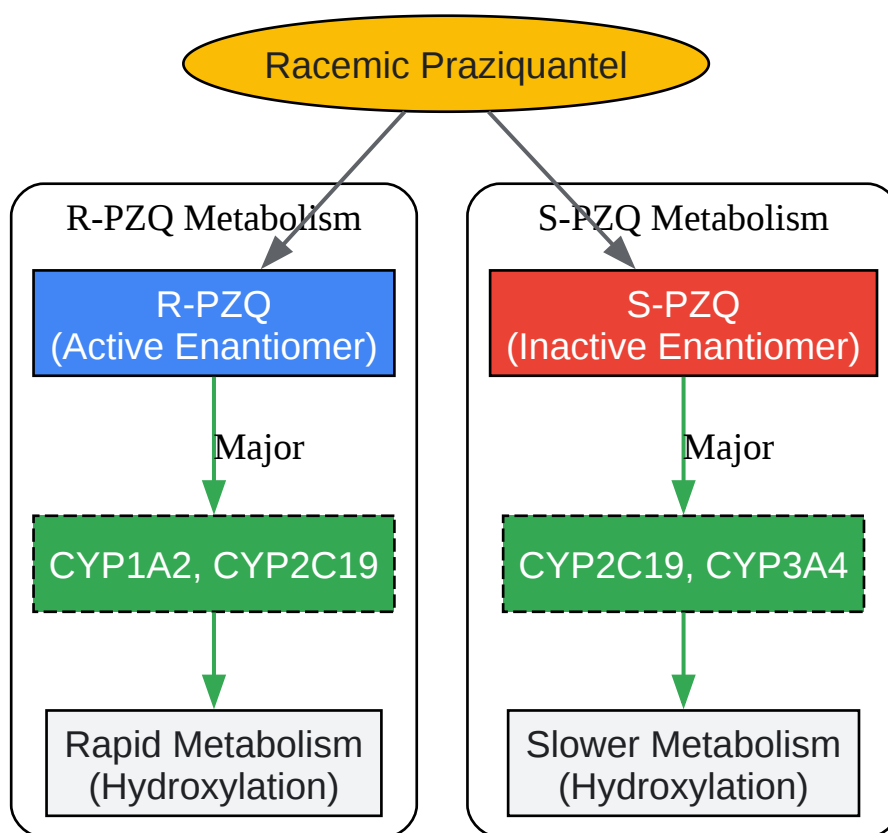 Racemic Praziquantel
R-PZQ Metabolism
R-PZQ
(Active Enantiomer)
Major
CYP1A2, CYP2C19
Rapid Metabolism
(Hydroxylation)
S-PZQ Metabolism
S-PZQ
(Inactive Enantiomer)
Major
CYP2C19, CYP3A4
Slower Metabolism
(Hydroxylation)